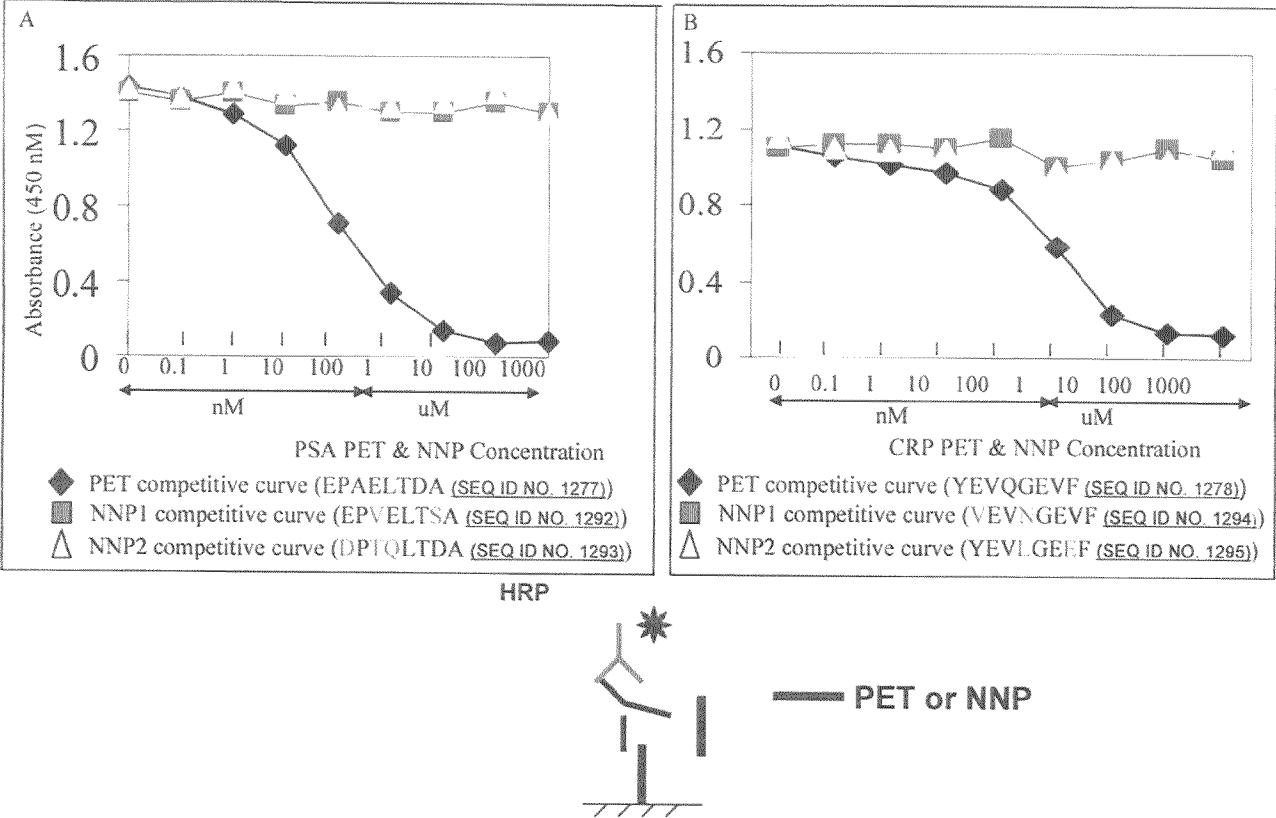 A
1.6
1.2
0.8
0.4
0
Absorbance (450 nM)
0 0.1 1 10 100 1 10 100 1000
nM uM
PSA PET & NNP Concentration
PET competitive curve (EPAELTDA (SEQ ID NO. 1277))
NNP1 competitive curve (EPVELTSA (SEQ ID NO. 1292))
NNP2 competitive curve (DPTQLTDA (SEQ ID NO. 1293))
B
1.6
1.2
0.8
0.4
0
0 0.1 1 10 100 1 10 100 1000
nM uM
CRP PET & NNP Concentration
PET competitive curve (YEVQGEVF (SEQ ID NO. 1278))
NNP1 competitive curve (VEVNGEVF (SEQ ID NO. 1294)
NNP2 competitive curve (YEVLGEEF (SEQ ID NO. 1295))
HRP
PET or NNP